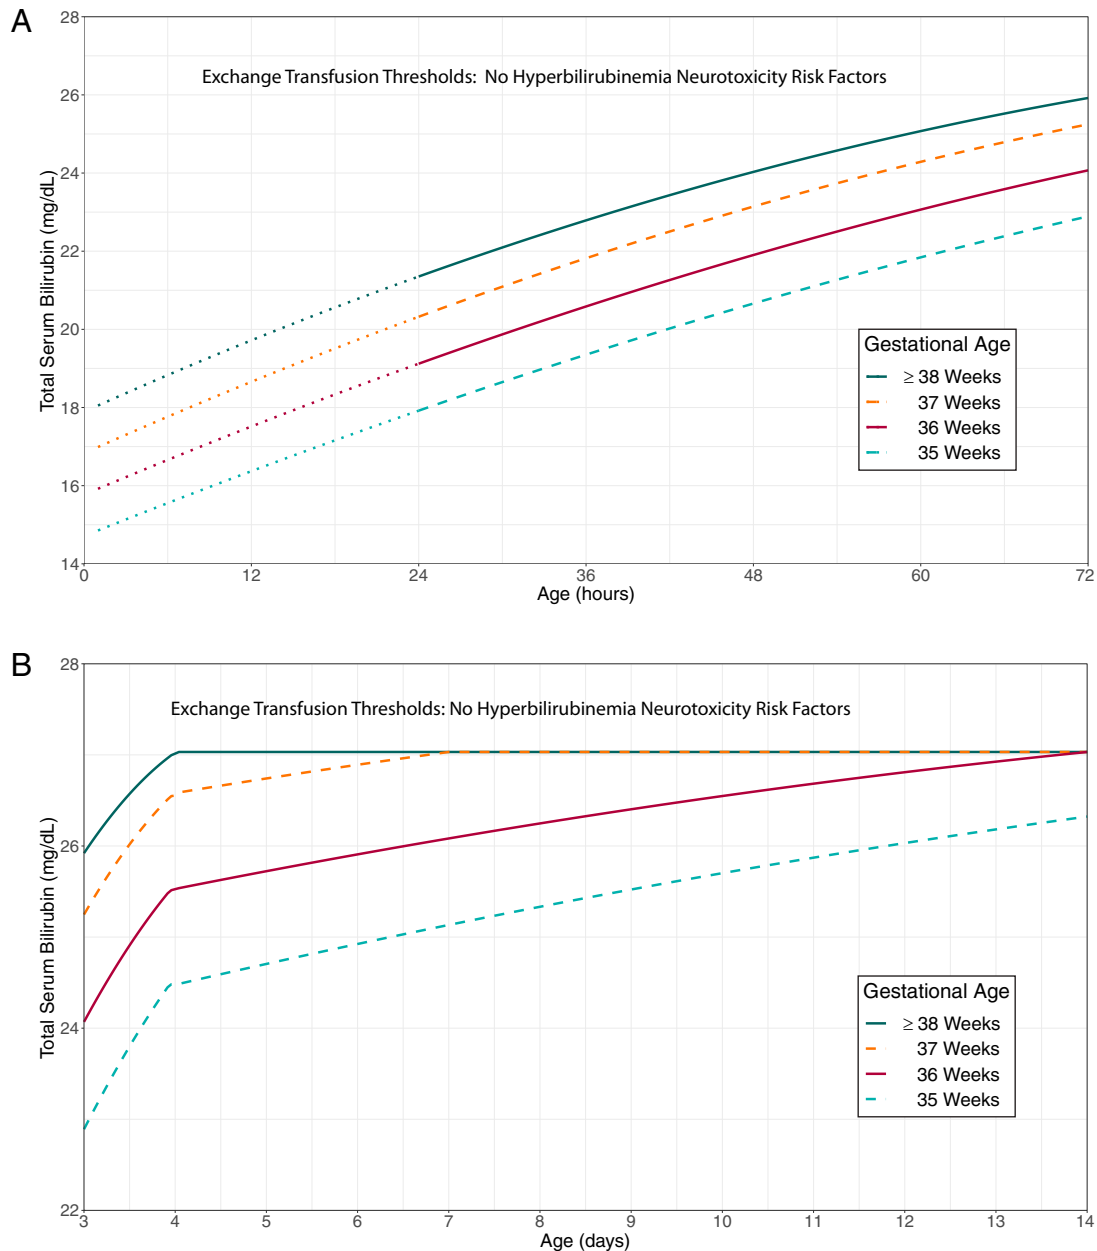 A
Exchange Transfusion Thresholds: No Hyperbilirubinemia Neurotoxicity Risk Factors
Total Serum Bilirubin (mg/dL)
28
26
24
22
20
18
16
14
0 12 24 36 48 60 72
Age (hours)
Gestational Age
≥ 38 Weeks
37 Weeks
36 Weeks
35 Weeks
B
Exchange Transfusion Thresholds: No Hyperbilirubinemia Neurotoxicity Risk Factors
Total Serum Bilirubin (mg/dL)
28
26
24
22
3 4 5 6 7 8 9 10 11 12 13 14
Age (days)
Gestational Age
≥ 38 Weeks
37 Weeks
36 Weeks
35 Weeks